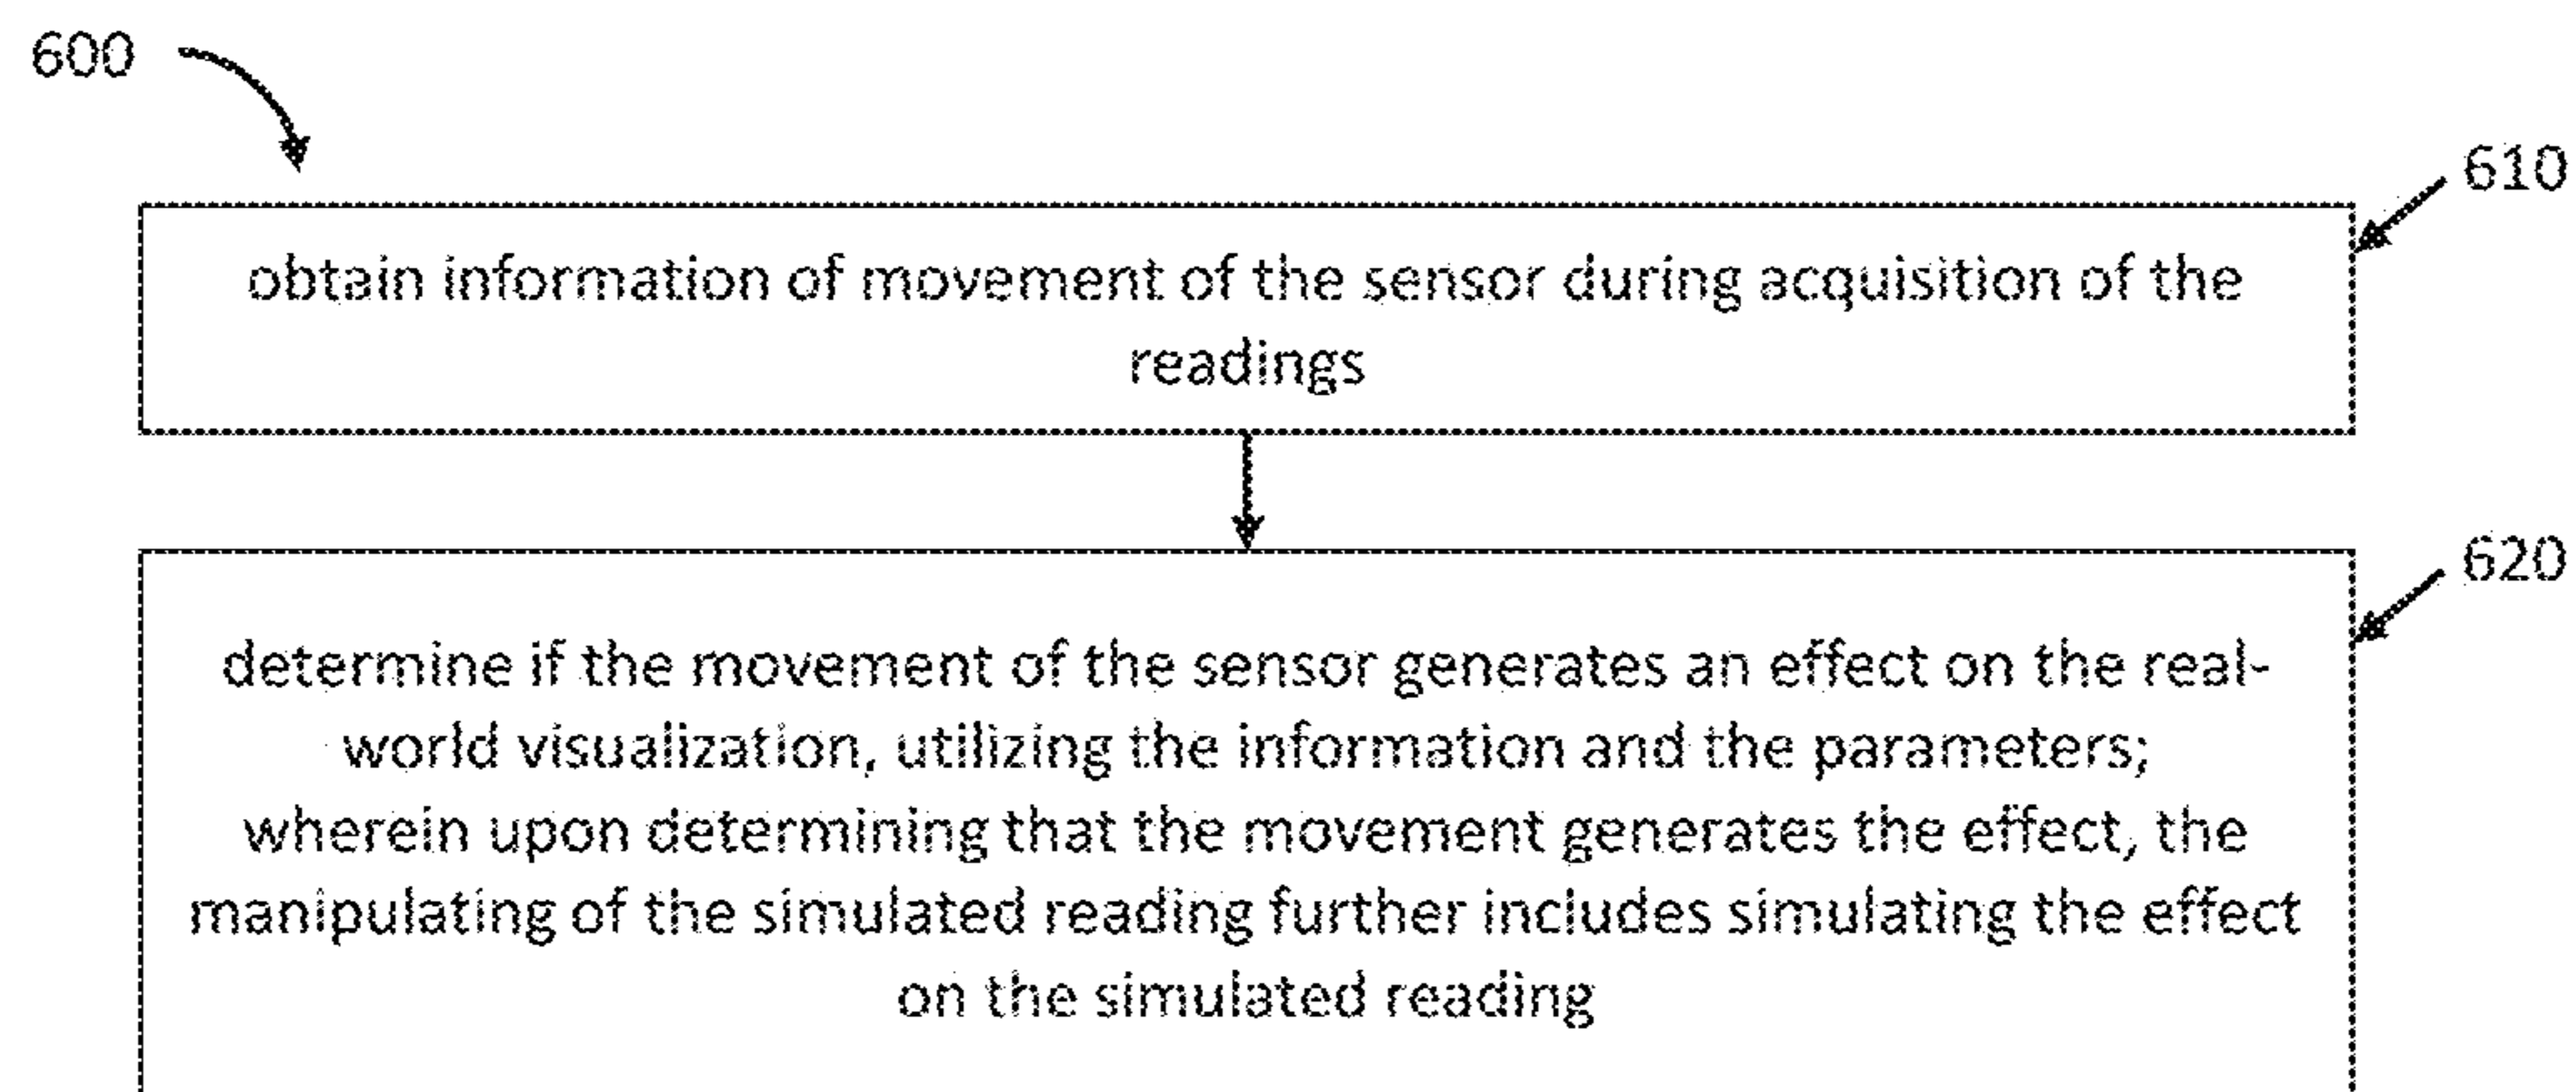 600
610
obtain information of movement of the sensor during acquisition of the
readings
620
determine if the movement of the sensor generates an effect on the real-
world visualization, utilizing the information and the parameters;
wherein upon determining that the movement generates the effect, the
manipulating of the simulated reading further includes simulating the effect
on the simulated reading